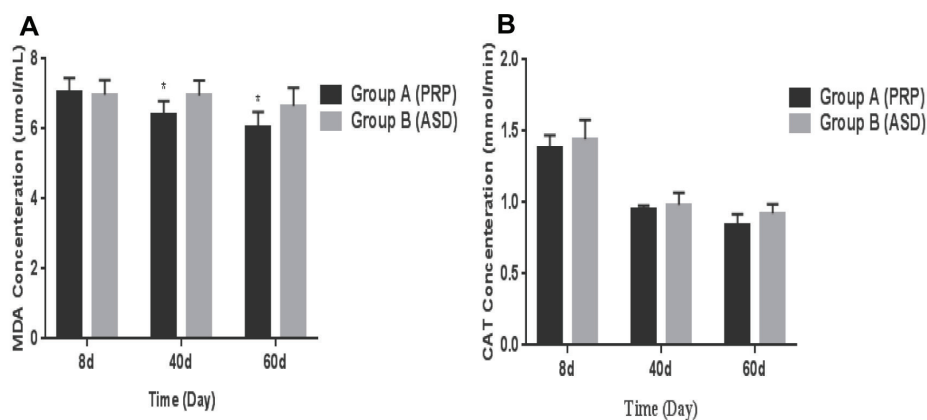 A
MDA Concenteration (umol/mL)
8
6
4
2
0
*
*
8d 40d 60d
Time (Day)
Group A (PRP)
Group B (ASD)
B
CAT Concenteration (mmol/min)
2.0
1.5
1.0
0.5
0.0
8d 40d 60d
Time (Day)
Group A (PRP)
Group B (ASD)